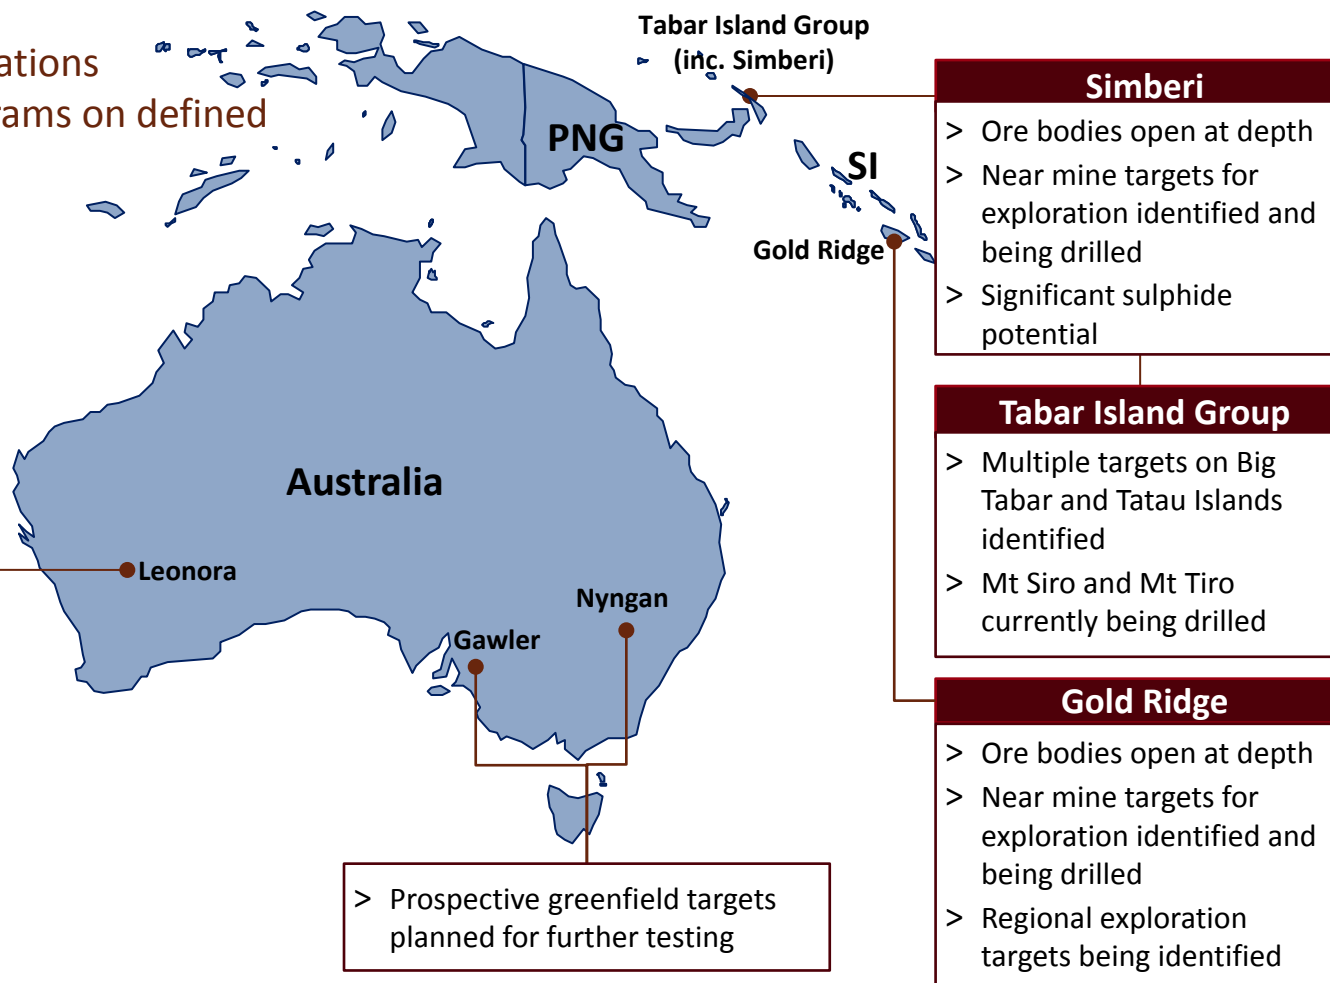 ations
rams on defined
Tabar Island Group
(inc. Simberi)
PNG
SI
Gold Ridge
Australia
Leonora
Nyngan
Gawler
> Prospective greenfield targets
planned for further testing
Simberi
> Ore bodies open at depth
> Near mine targets for
exploration identified and
being drilled
> Significant sulphide
potential
Tabar Island Group
> Multiple targets on Big
Tabar and Tatau Islands
identified
> Mt Siro and Mt Tiro
currently being drilled
Gold Ridge
> Ore bodies open at depth
> Near mine targets for
exploration identified and
being drilled
> Regional exploration
targets being identified